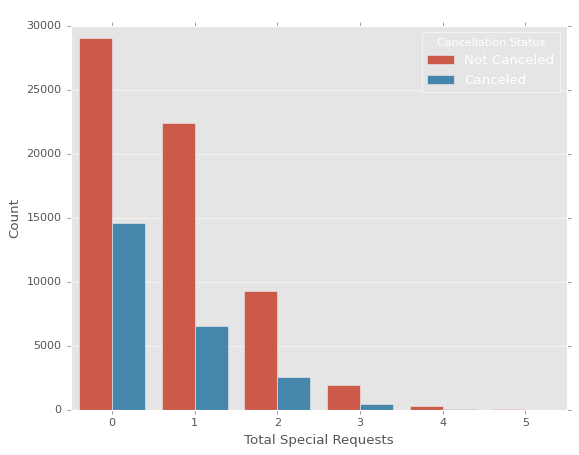 30000
Cancellation Status
Not Canceled
Canceled
25000
20000
15000
10000
5000
0
Count
0 1 2 3 4 5
Total Special Requests